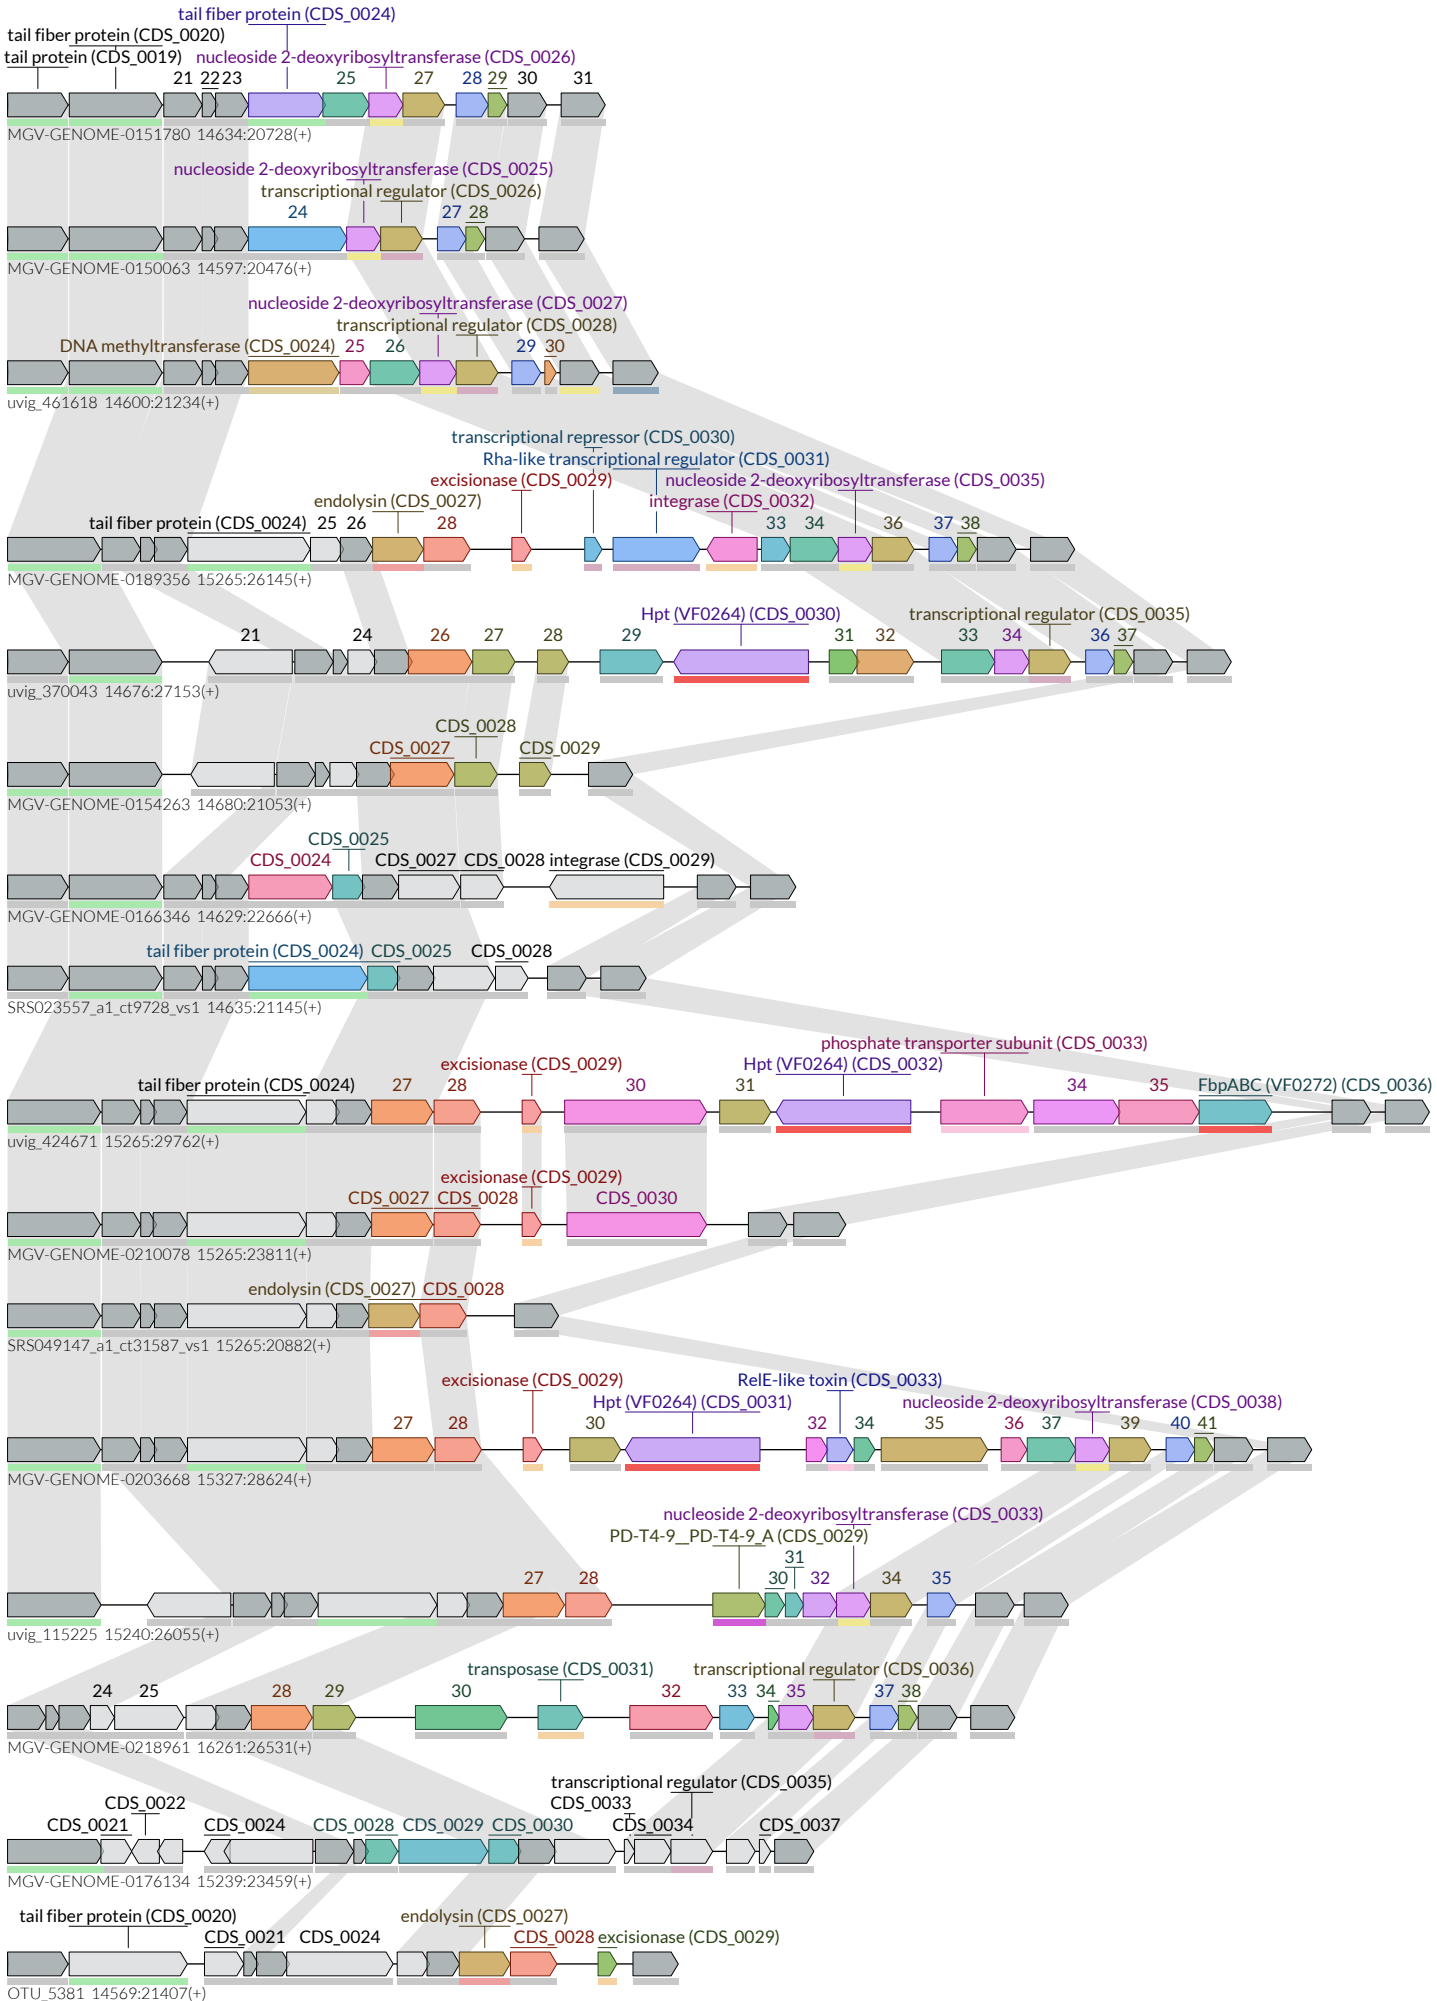 tail fiber protein (CDS_0024)
tail fiber protein (CDS_0020)
tail protein (CDS_0019) nucleoside 2-deoxyribosyltransferase (CDS_0026)
21 22 23 25 27 28 29 30 31
MGV-GENOME-0151780 14634:20728(+)
nucleoside 2-deoxyribosyltransferase (CDS_0025)
transcriptional regulator (CDS_0026)
24 27 28
MGV-GENOME-0150063 14597:20476(+)
nucleoside 2-deoxyribosyltransferase (CDS_0027)
transcriptional regulator (CDS_0028)
DNA methyltransferase (CDS_0024) 25 26 29 30
uvig_461618 14600:21234(+)
transcriptional repressor (CDS_0030)
Rha-like transcriptional regulator (CDS_0031)
excisionase (CDS_0029) nucleoside 2-deoxyribosyltransferase (CDS_0035)
endolysin (CDS_0027) integrase (CDS_0032)
tail fiber protein (CDS_0024) 25 26 28 33 34 36 37 38
MGV-GENOME-0189356 15265:26145(+)
Hpt (VF0264) (CDS_0030) transcriptional regulator (CDS_0035)
21 24 26 27 28 29 31 32 33 34 36 37
uvig_370043 14676:27153(+)
CDS_0028
CDS_0027 CDS_0029
MGV-GENOME-0154263 14680:21053(+)
CDS_0025
CDS_0024 CDS_0027 CDS_0028 integrase (CDS_0029)
MGV-GENOME-0166346 14629:22666(+)
tail fiber protein (CDS_0024) CDS_0025 CDS_0028
SRS023557_a1_ct9728_vs1 14635:21145(+)
phosphate transporter subunit (CDS_0033)
excisionase (CDS_0029) Hpt (VF0264) (CDS_0032)
tail fiber protein (CDS_0024) 27 28 30 31 34 35 FbpABC (VF0272) (CDS_0036)
uvig_424671 15265:29762(+)
excisionase (CDS_0029)
CDS_0027 CDS_0028 CDS_0030
MGV-GENOME-0210078 15265:23811(+)
endolysin (CDS_0027) CDS_0028
SRS049147_a1_ct31587_vs1 15265:20882(+)
excisionase (CDS_0029) RelE-like toxin (CDS_0033)
Hpt (VF0264) (CDS_0031) nucleoside 2-deoxyribosyltransferase (CDS_0038)
27 28 30 32 34 35 36 37 39 40 41
MGV-GENOME-0203668 15327:28624(+)
nucleoside 2-deoxyribosyltransferase (CDS_0033)
PD-T4-9__PD-T4-9_A (CDS_0029)
31
27 28 30 32 34 35
uvig_115225 15240:26055(+)
transposase (CDS_0031) transcriptional regulator (CDS_0036)
24 25 28 29 30 32 33 34 35 37 38
MGV-GENOME-0218961 16261:26531(+)
transcriptional regulator (CDS_0035)
CDS_0022 CDS_0033
CDS_0021 CDS_0024 CDS_0028 CDS_0029 CDS_0030 CDS_0034 CDS_0037
MGV-GENOME-0176134 15239:23459(+)
tail fiber protein (CDS_0020) endolysin (CDS_0027)
CDS_0021 CDS_0024 CDS_0028 excisionase (CDS_0029)
OTU_5381 14569:21407(+)